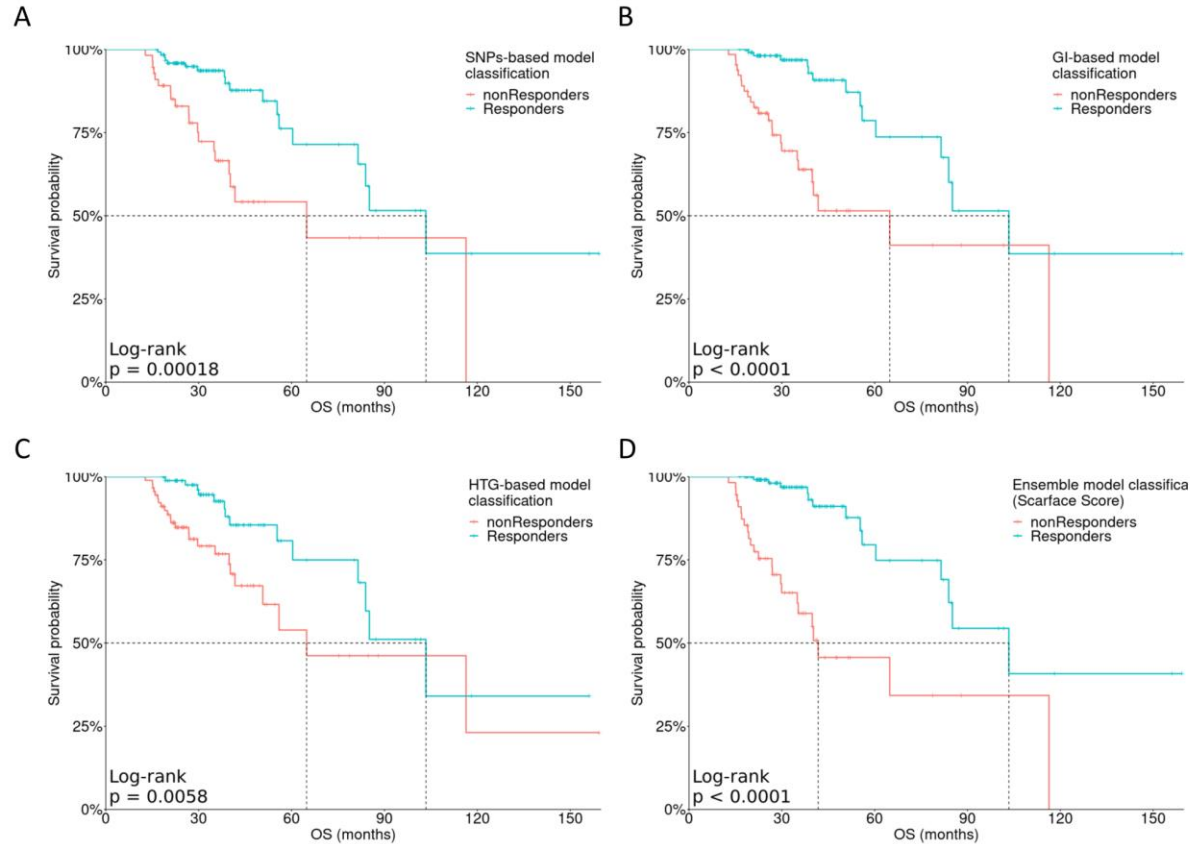 A
100%
75%
50%
25%
0%
Survival probability
SNPs-based model
classification
nonResponders
Responders
Log-rank
p = 0.00018
0 30 60 90 120 150
OS (months)
B
100%
75%
50%
25%
0%
Survival probability
GI-based model
classification
nonResponders
Responders
Log-rank
p < 0.0001
0 30 60 90 120 150
OS (months)
C
100%
75%
50%
25%
0%
Survival probability
HTG-based model
classification
nonResponders
Responders
Log-rank
p = 0.0058
0 30 60 90 120 150
OS (months)
D
100%
75%
50%
25%
0%
Survival probability
Ensemble model classifica
(Scarface Score)
nonResponders
Responders
Log-rank
p < 0.0001
0 30 60 90 120 150
OS (months)